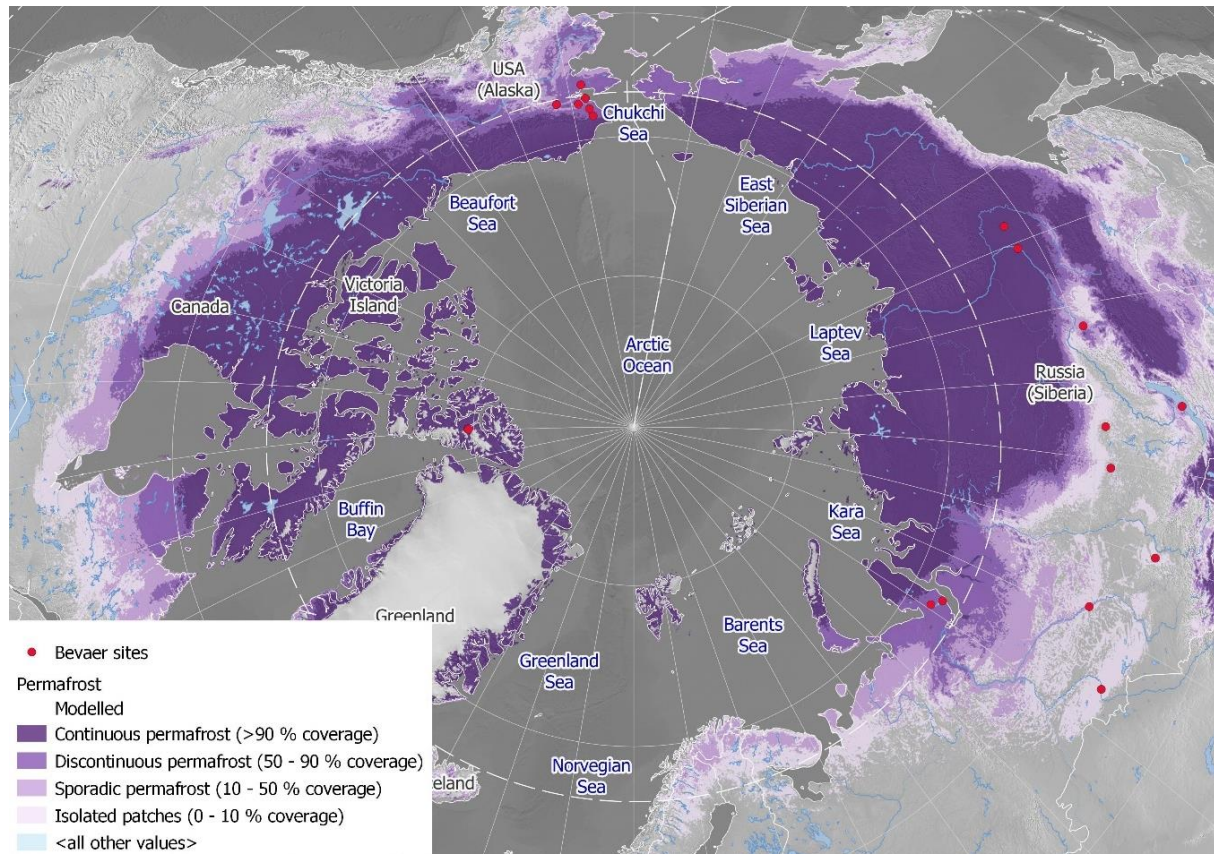 USA
(Alaska)
Chukchi
Sea
Beaufort
Sea
East
Siberian
Sea
Victoria
Island
Canada
Arctic
Ocean
Laptev
Sea
Russia
(Siberia)
Buffin
Bay
Kara
Sea
Greenland
Barents
Sea
Greenland
Sea
Norwegian
Sea
celand
Bevaer sites
Permafrost
Modelled
Continuous permafrost (>90 % coverage)
Discontinuous permafrost (50 - 90 % coverage)
Sporadic permafrost (10 - 50 % coverage)
Isolated patches (0 - 10 % coverage)
<all other values>